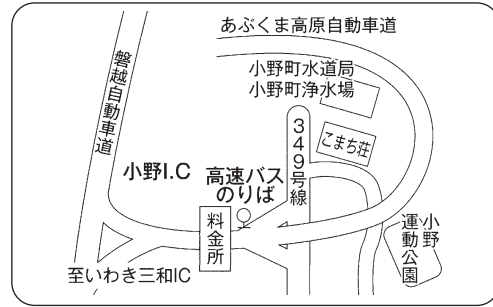 あぶくま高原自動車道
磐越自動車道
小野町水道局
小野町浄水場
349号線
こまち荘
小野I.C
高速バス
のりば
料金所
小野
運動公園
至いわき三和IC